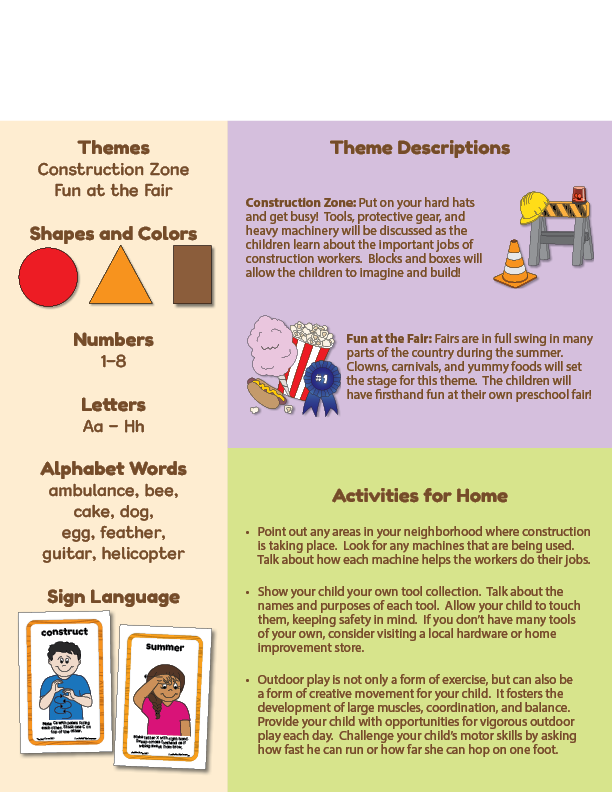 Themes
Construction Zone
Fun at the Fair
Shapes and Colors
Numbers
1–8
Letters
Aa – Hh
Alphabet Words
ambulance, bee,
cake, dog,
egg, feather,
guitar, helicopter
Sign Language
construct
summer
Theme Descriptions
Construction Zone: Put on your hard hats
and get busy!  Tools, protective gear, and
heavy machinery will be discussed as the
children learn about the important jobs of
construction workers.  Blocks and boxes will
allow the children to imagine and build!
#1
Fun at the Fair: Fairs are in full swing in many
parts of the country during the summer.
Clowns, carnivals, and yummy foods will set
the stage for this theme.  The children will
have firsthand fun at their own preschool fair!
Activities for Home
• Point out any areas in your neighborhood where construction
is taking place.  Look for any machines that are being used.
Talk about how each machine helps the workers do their jobs.
• Show your child your own tool collection.  Talk about the
names and purposes of each tool.  Allow your child to touch
them, keeping safety in mind.  If you don't have many tools
of your own, consider visiting a local hardware or home
improvement store.
• Outdoor play is not only a form of exercise, but can also be
a form of creative movement for your child.  It fosters the
development of large muscles, coordination, and balance.
Provide your child with opportunities for vigorous outdoor
play each day.  Challenge your child's motor skills by asking
how fast he can run or how far she can hop on one foot.